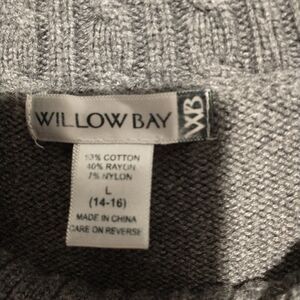 WILLOW BAY
WB
53% COTTON
40% RAYON
7% NYLON
L
(14-16)
MADE IN CHINA
CARE ON REVERSE